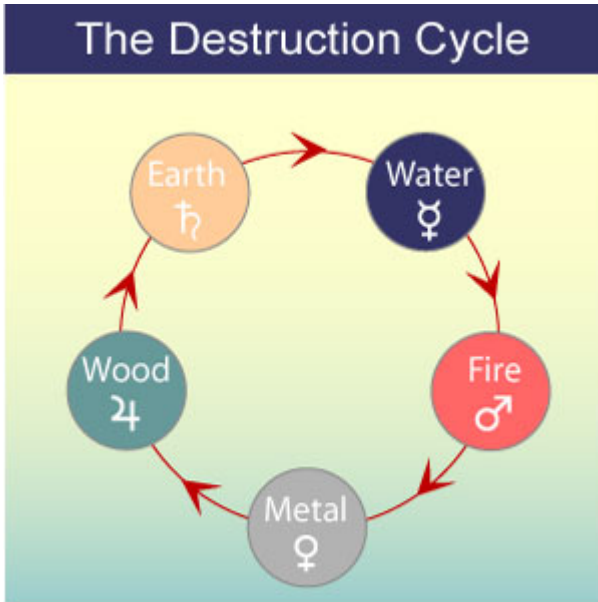 The Destruction Cycle
Earth
♄
Water
☿
Wood
♃
Fire
♂
Metal
♀